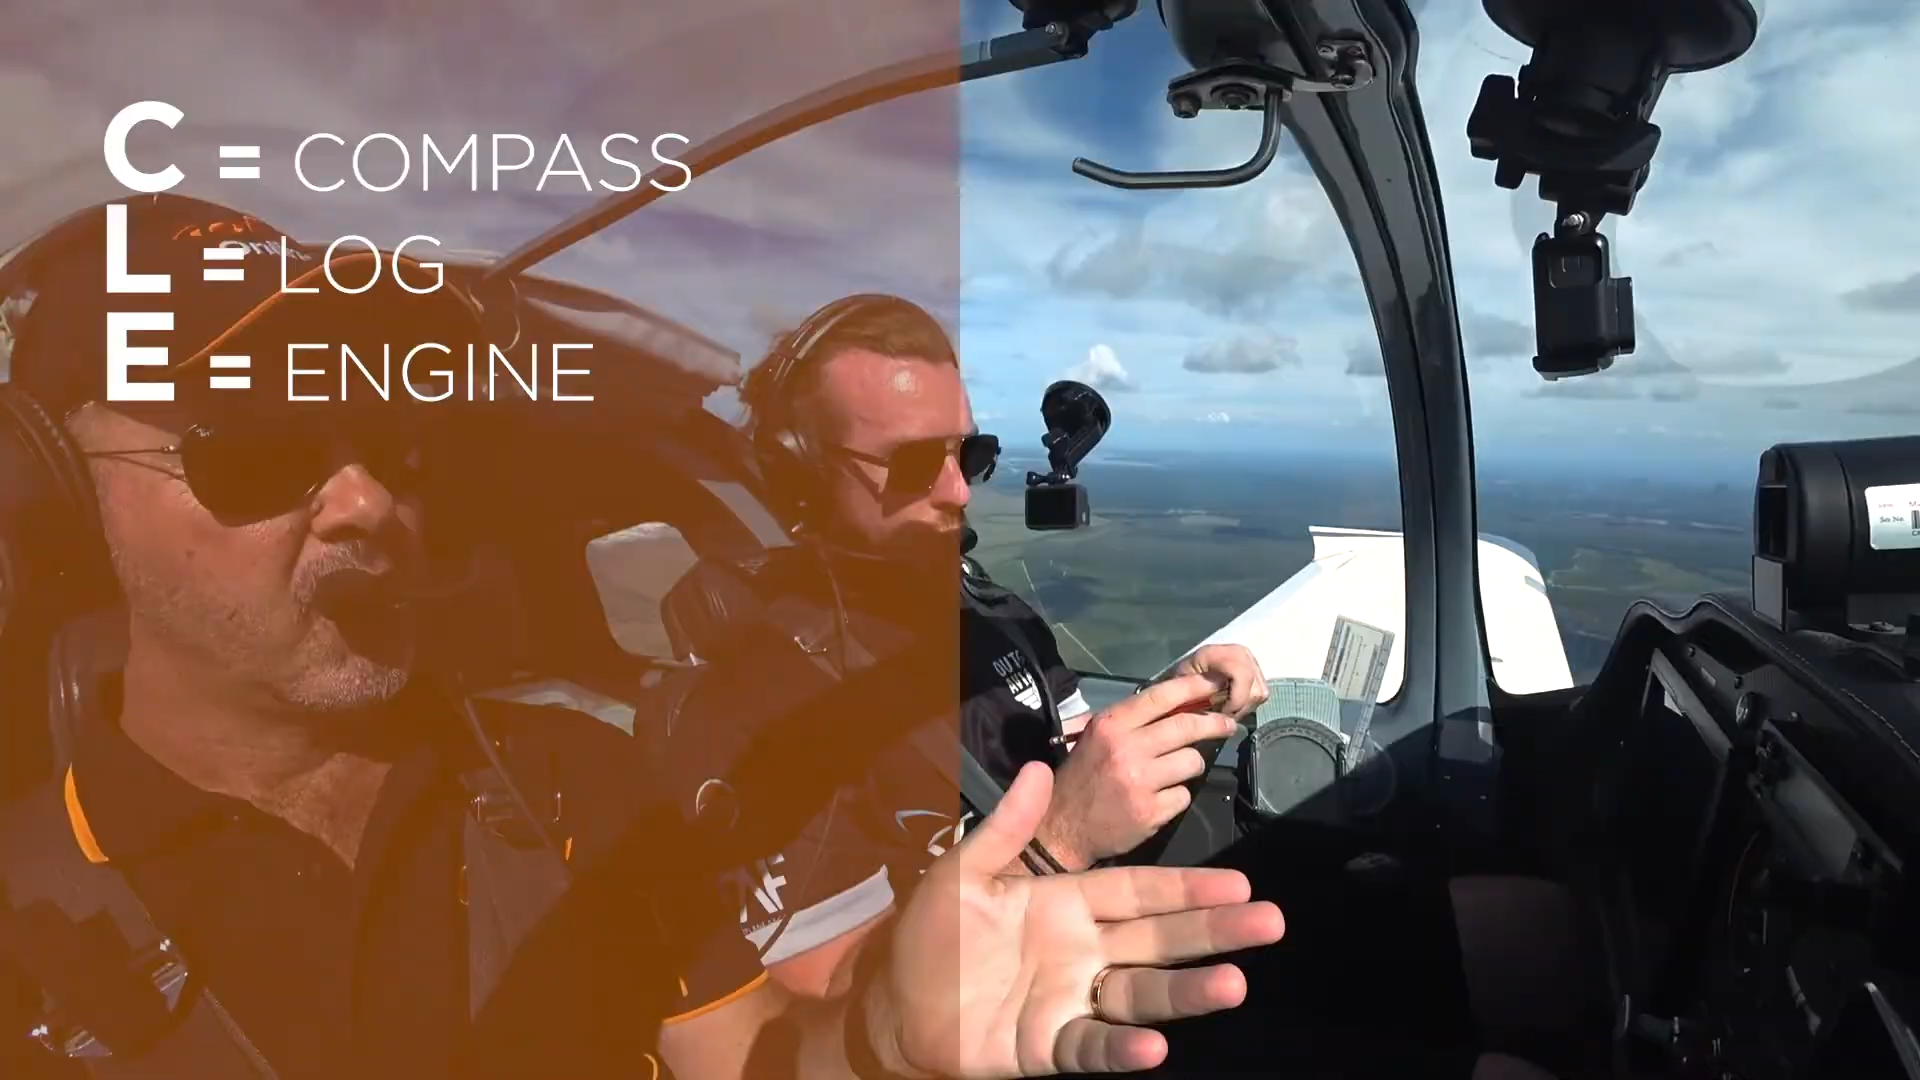 C = COMPASS
L = LOG
E = ENGINE